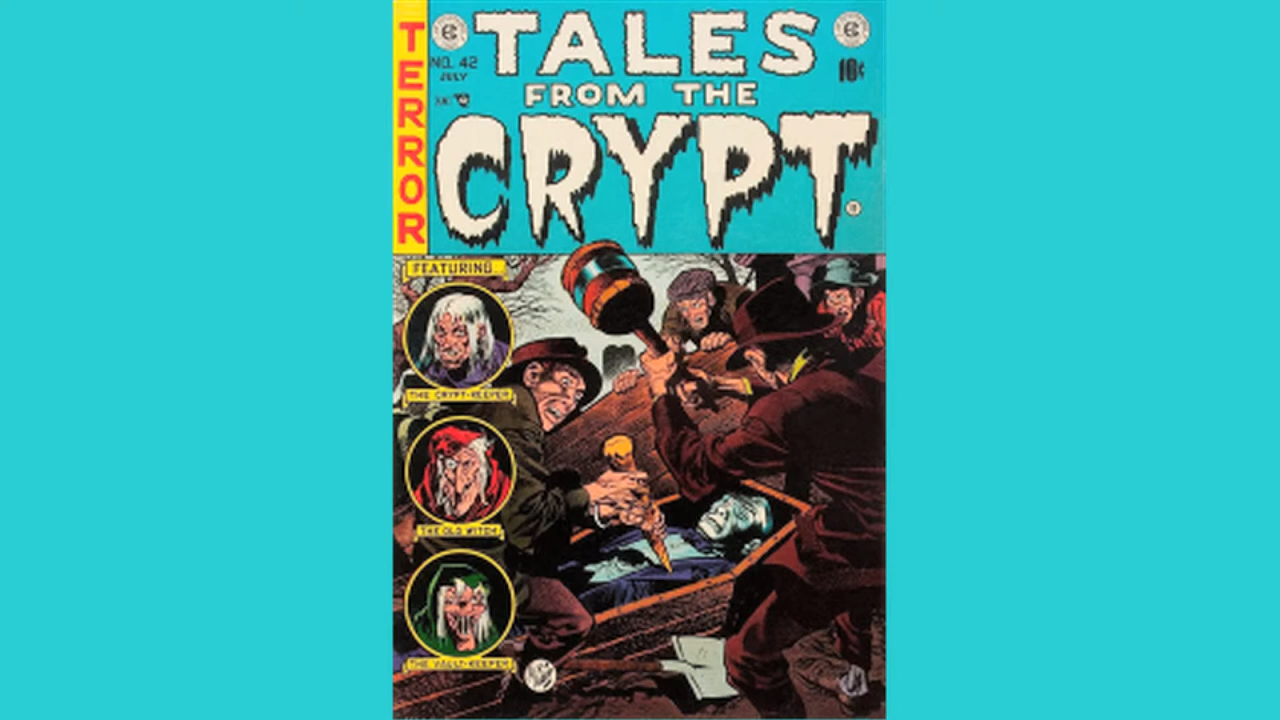 TERROR
TALES
NO. 42
JULY
10¢
FROM THE
CRYPT
FEATURING...
THE CRYPT-KEEPER
THE OLD WITCH
THE VAULT-KEEPER